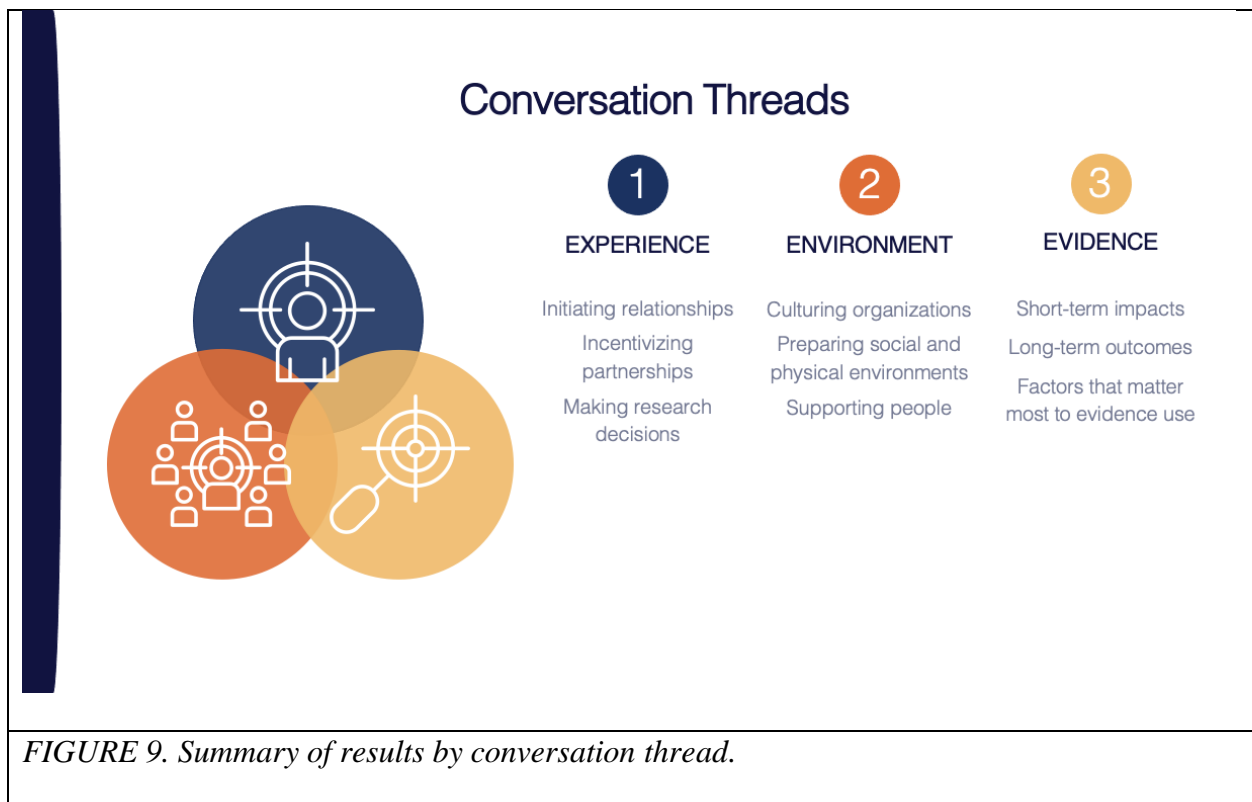 Conversation Threads
1
EXPERIENCE
Initiating relationships
Incentivizing
partnerships
Making research
decisions
2
ENVIRONMENT
Culturing organizations
Preparing social and
physical environments
Supporting people
3
EVIDENCE
Short-term impacts
Long-term outcomes
Factors that matter
most to evidence use
FIGURE 9. Summary of results by conversation thread.